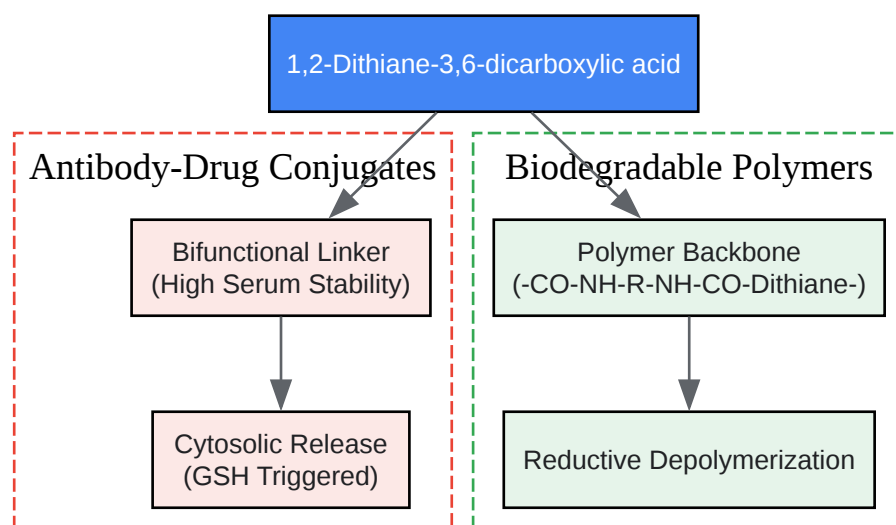 1,2-Dithiane-3,6-dicarboxylic acid
Antibody-Drug Conjugates
Biodegradable Polymers
Bifunctional Linker
(High Serum Stability)
Polymer Backbone
(-CO-NH-R-NH-CO-Dithiane-)
Cytosolic Release
(GSH Triggered)
Reductive Depolymerization